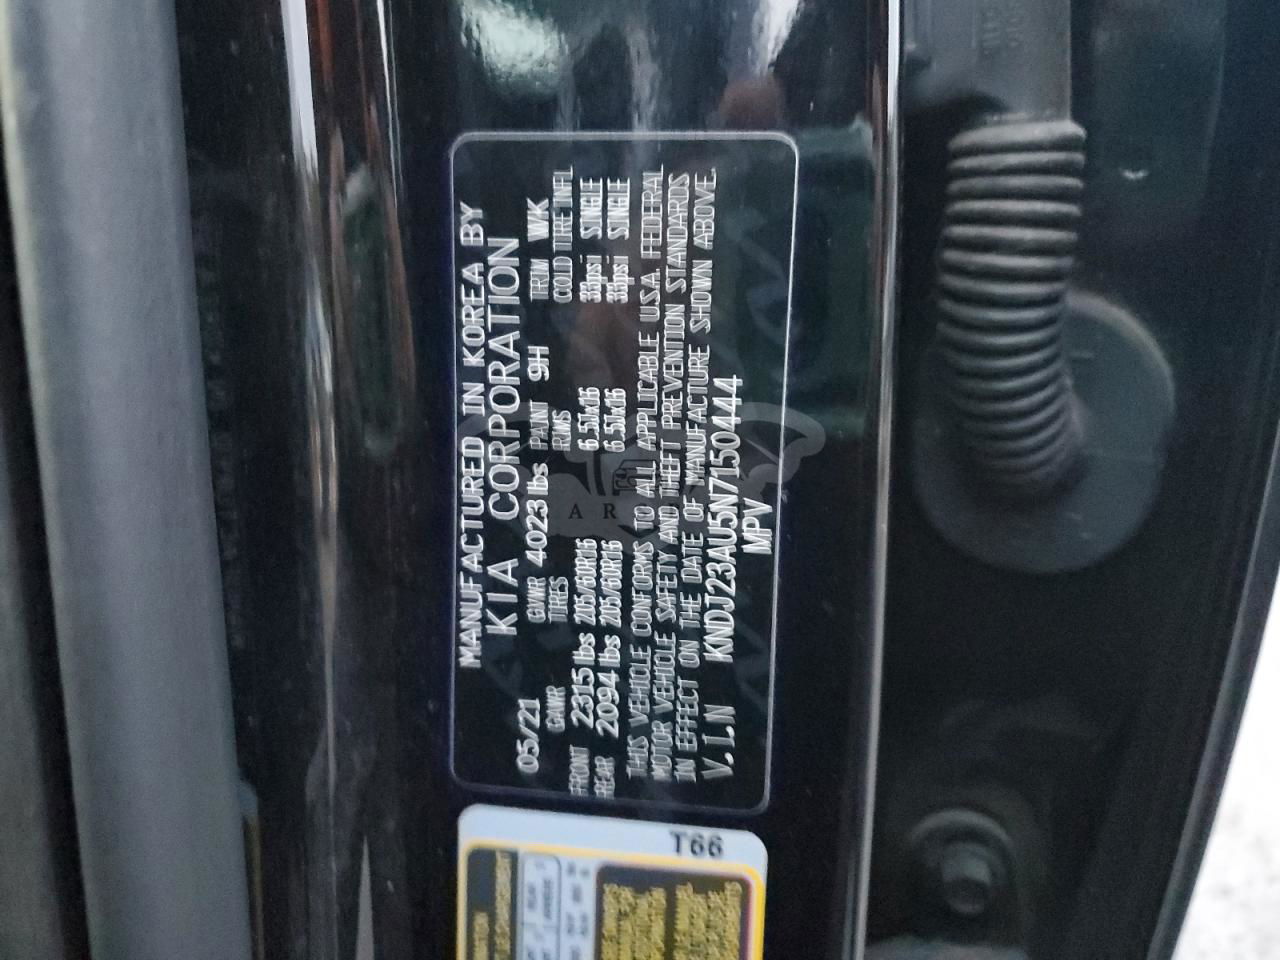 MANUFACTURED IN KOREA BY
KIA CORPORATION
05/21 GVWR 4023 lbs PAINT 9H TRIM WK
GAWR TIRES RIMS COLD TIRE INFL
FRONT 2315 lbs 205/60R16 6.5Jx16 33psi SINGLE
REAR 2094 lbs 205/60R16 6.5Jx16 33psi SINGLE
THIS VEHICLE CONFORMS TO ALL APPLICABLE U.S.A. FEDERAL
MOTOR VEHICLE SAFETY AND THEFT PREVENTION STANDARDS
IN EFFECT ON THE DATE OF MANUFACTURE SHOWN ABOVE.
V.I.N KNDJ23AU5N7150444
MPV
T66